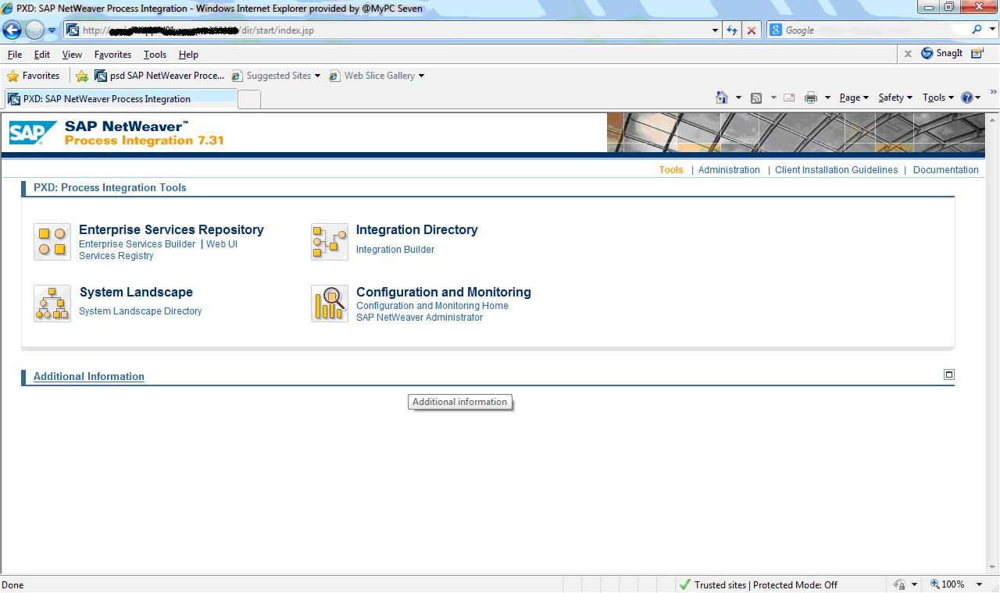 PXD: SAP NetWeaver Process Integration - Windows Internet Explorer provided by @MyPC Seven
http:// /dir/start/index.jsp
Google
File Edit View Favorites Tools Help
x SnagIt
Favorites psd SAP NetWeaver Proce... Suggested Sites Web Slice Gallery
PXD: SAP NetWeaver Process Integration
Page Safety Tools
SAP SAP NetWeaver™
Process Integration 7.31
Tools | Administration | Client Installation Guidelines | Documentation
PXD: Process Integration Tools
Enterprise Services Repository
Enterprise Services Builder | Web UI
Services Registry
Integration Directory
Integration Builder
System Landscape
System Landscape Directory
Configuration and Monitoring
Configuration and Monitoring Home
SAP NetWeaver Administrator
Additional Information
Additional information
Done
Trusted sites | Protected Mode: Off
100%